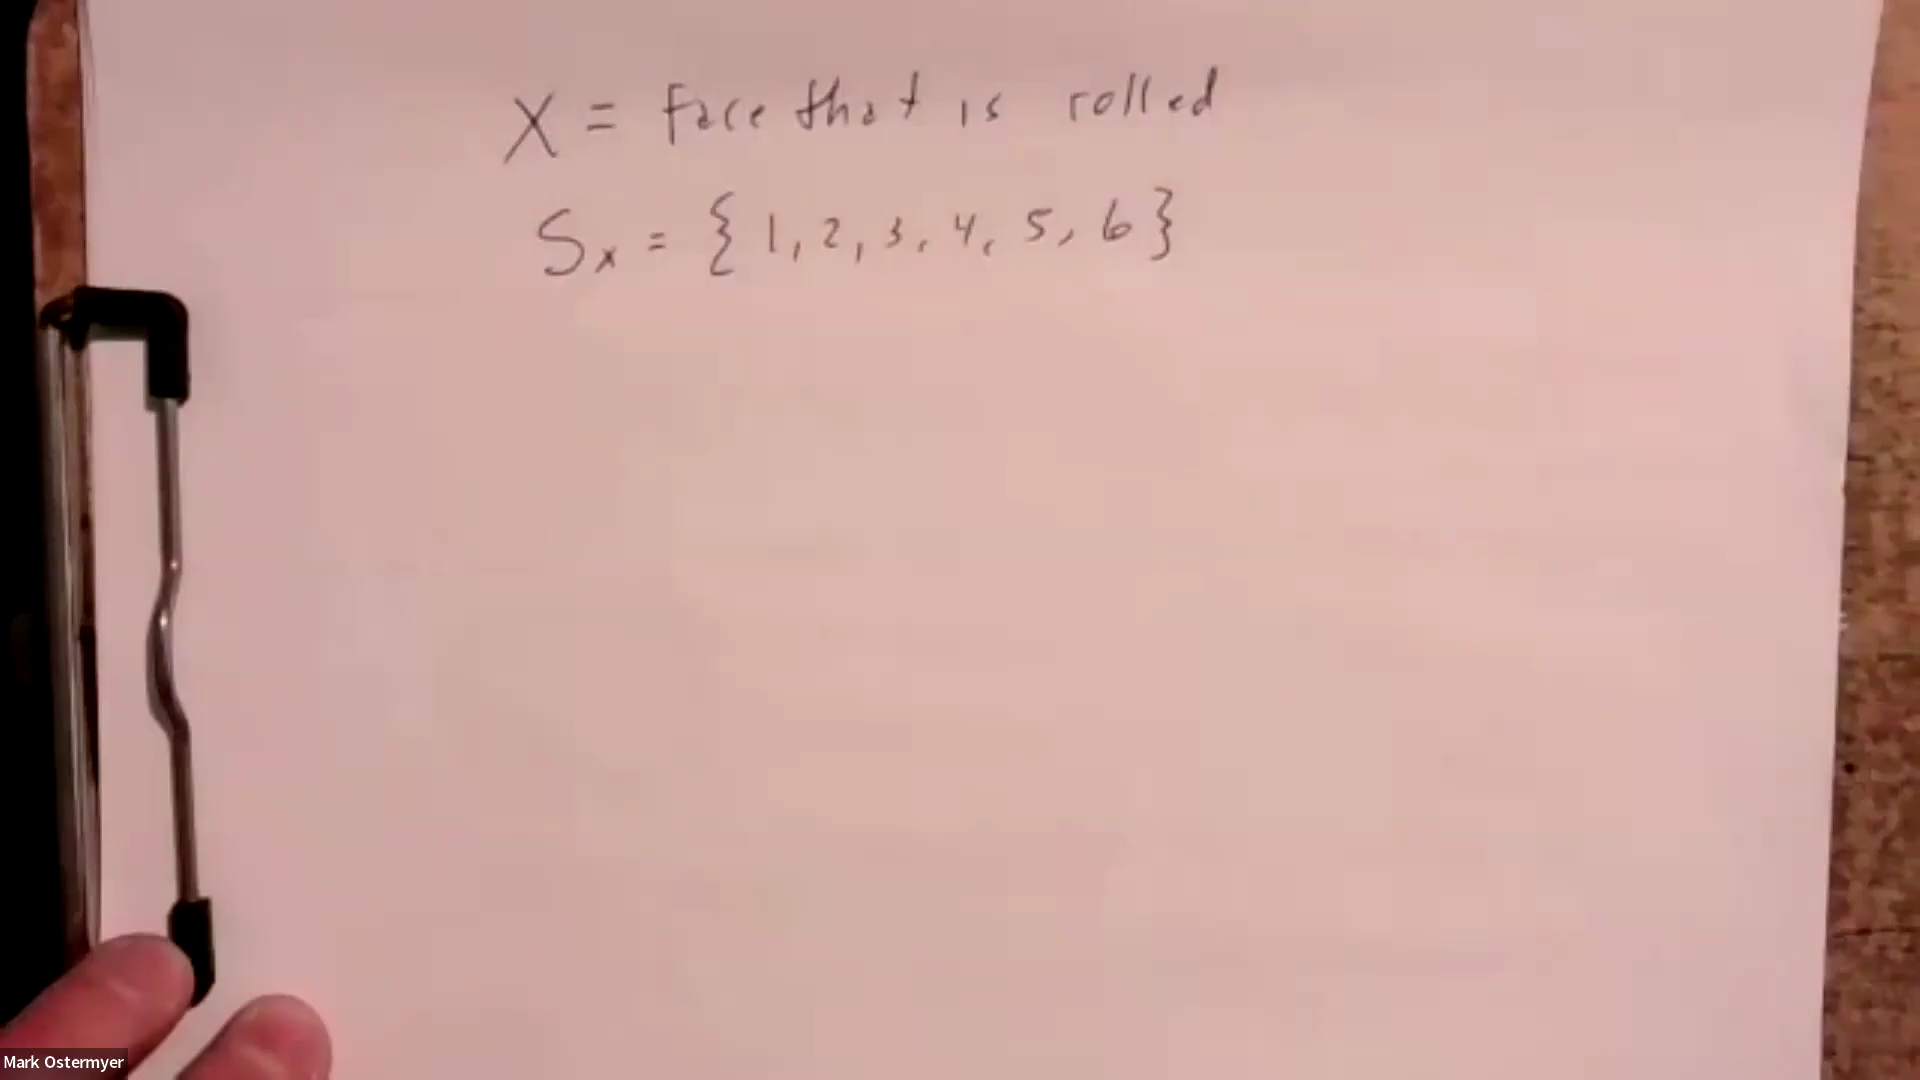 X = Face that is rolled
Sx = { 1, 2, 3, 4, 5, 6 }
Mark Ostermyer